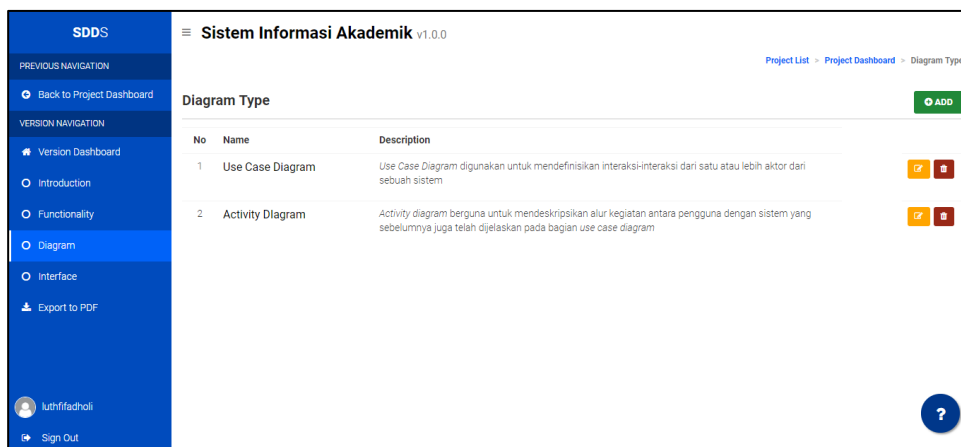 SDDS
PREVIOUS NAVIGATION
Back to Project Dashboard
VERSION NAVIGATION
Version Dashboard
Introduction
Functionality
Diagram
Interface
Export to PDF
luthfifadholi
Sign Out
Sistem Informasi Akademik v1.0.0
Project List > Project Dashboard > Diagram Type
Diagram Type
ADD
No Name Description
1 Use Case Diagram Use Case Diagram digunakan untuk mendefinisikan interaksi-interaksi dari satu atau lebih aktor dari
sebuah sistem
2 Activity DIagram Activity diagram berguna untuk mendeskripsikan alur kegiatan antara pengguna dengan sistem yang
sebelumnya juga telah dijelaskan pada bagian use case diagram
?